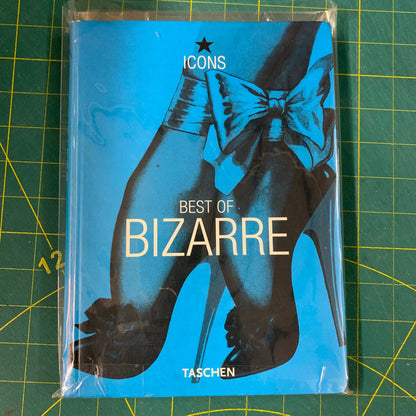 ICONS
BEST OF
BIZARRE
TASCHEN
12